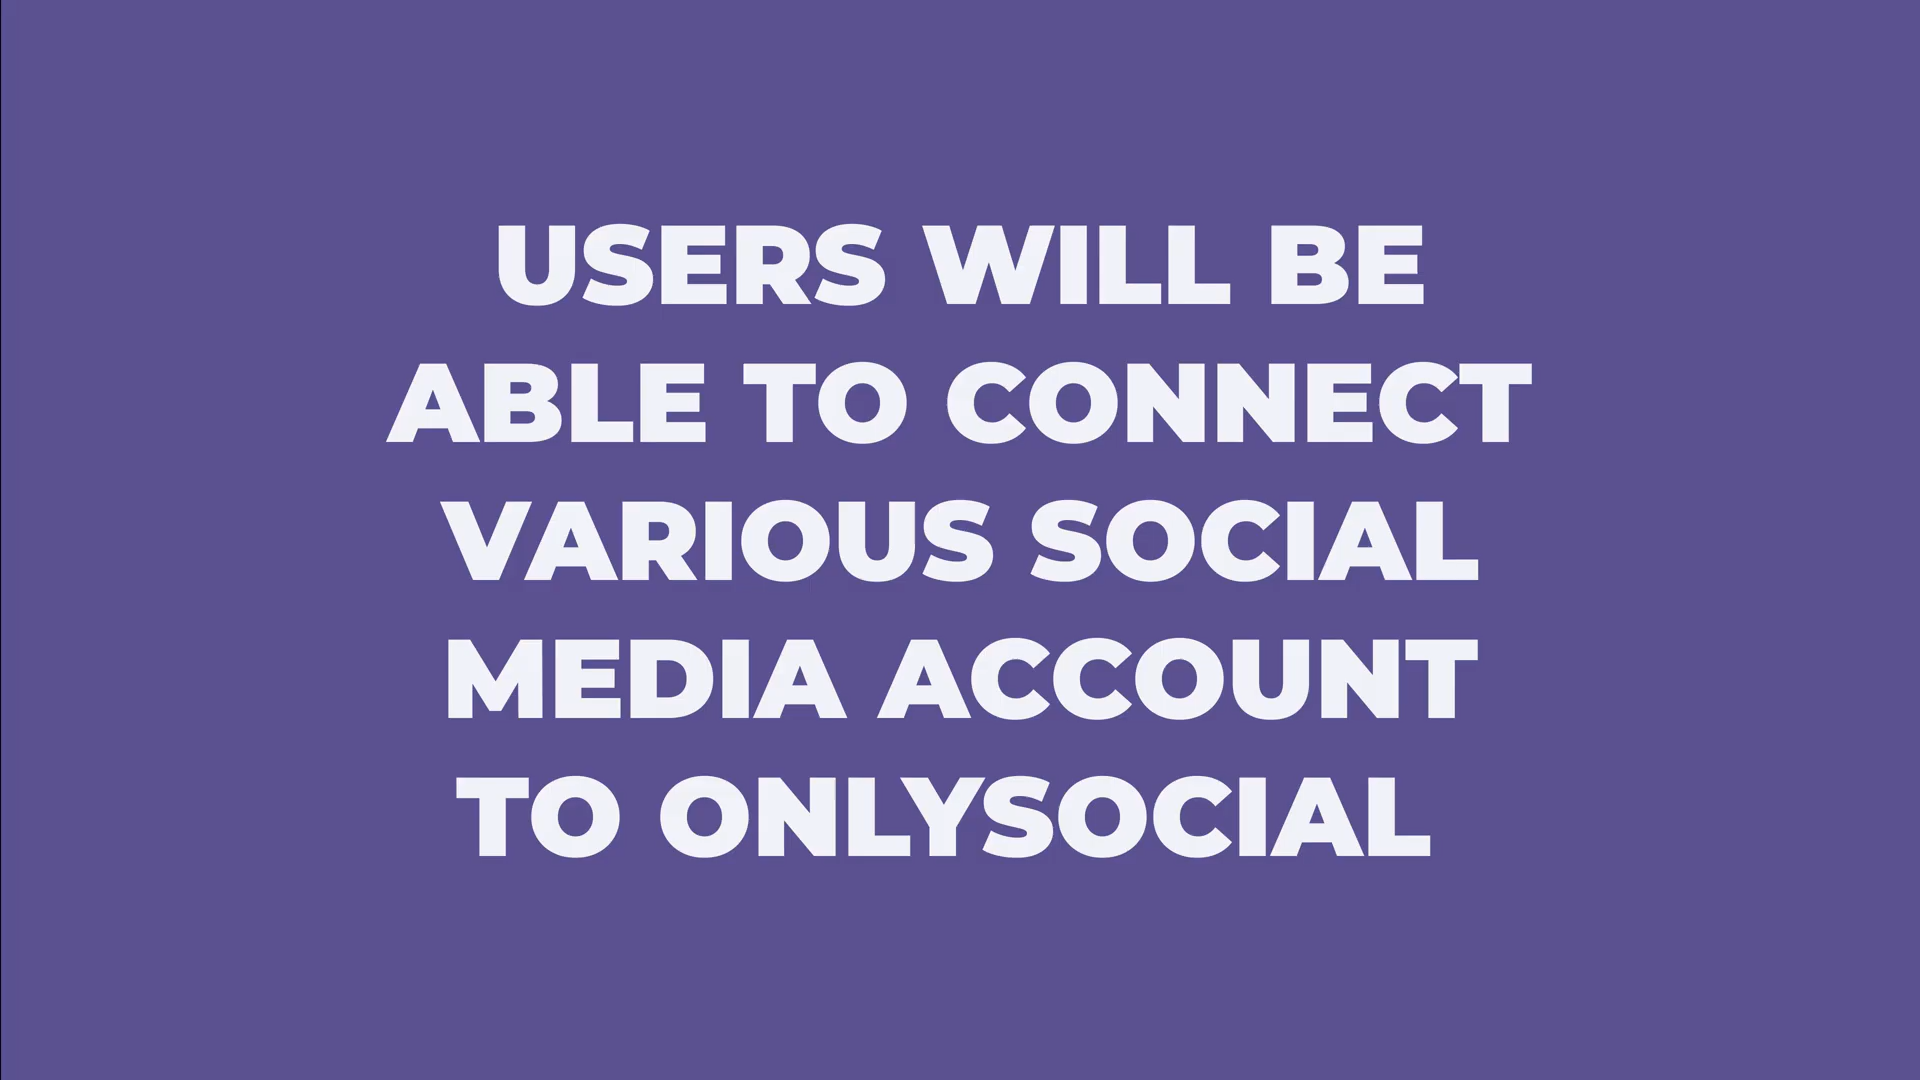 USERS WILL BE
ABLE TO CONNECT
VARIOUS SOCIAL
MEDIA ACCOUNT
TO ONLYSOCIAL